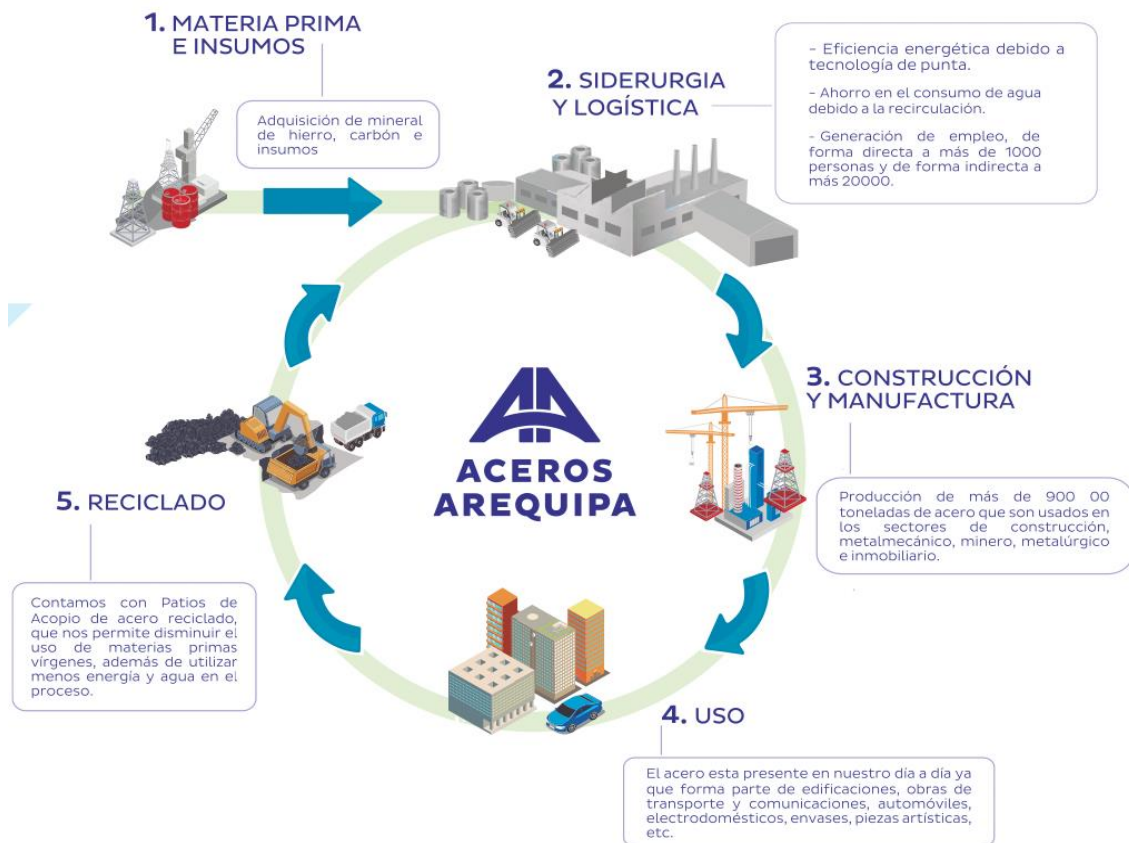 1. MATERIA PRIMA
E INSUMOS
Adquisición de mineral
de hierro, carbón e
insumos
2. SIDERURGIA
Y LOGÍSTICA
- Eficiencia energética debido a
tecnología de punta.
- Ahorro en el consumo de agua
debido a la recirculación.
- Generación de empleo, de
forma directa a más de 1000
personas y de forma indirecta a
más 20000.
3. CONSTRUCCIÓN
Y MANUFACTURA
Producción de más de 900 00
toneladas de acero que son usados en
los sectores de construcción,
metalmecánico, minero, metalúrgico
e inmobiliario.
ACEROS
AREQUIPA
5. RECICLADO
Contamos con Patios de
Acopio de acero reciclado,
que nos permite disminuir el
uso de materias primas
vírgenes, además de utilizar
menos energía y agua en el
proceso.
4. USO
El acero esta presente en nuestro día a día ya
que forma parte de edificaciones, obras de
transporte y comunicaciones, automóviles,
electrodomésticos, envases, piezas artísticas,
etc.